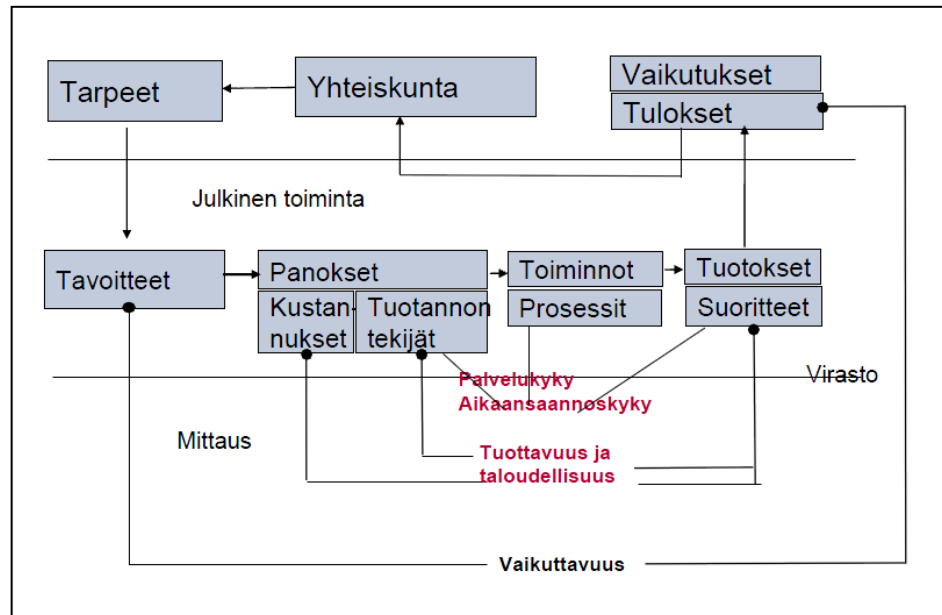 Tarpeet
Yhteiskunta
Vaikutukset
Tulokset
Julkinen toiminta
Tavoitteet
Panokset
Kustan-
nukset
Tuotannon
tekijät
Toiminnot
Prosessit
Tuotokset
Suoritteet
Virasto
Palvelukyky
Aikaansaannoskyky
Mittaus
Tuottavuus ja
taloudellisuus
Vaikuttavuus